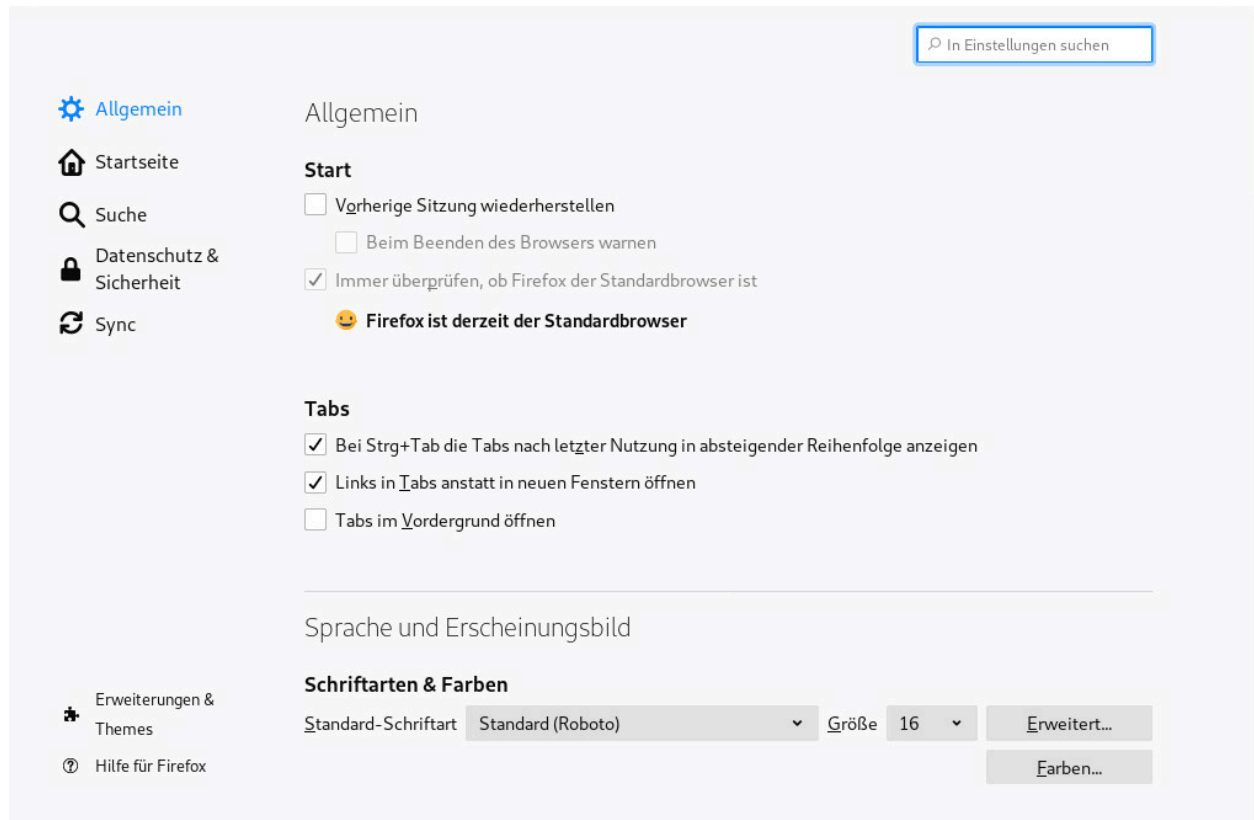 In Einstellungen suchen
Allgemein
Startseite
Suche
Datenschutz &
Sicherheit
Sync
Erweiterungen &
Themes
Hilfe für Firefox
Allgemein
Start
Vorherige Sitzung wiederherstellen
Beim Beenden des Browsers warnen
Immer überprüfen, ob Firefox der Standardbrowser ist
Firefox ist derzeit der Standardbrowser
Tabs
Bei Strg+Tab die Tabs nach letzter Nutzung in absteigender Reihenfolge anzeigen
Links in Tabs anstatt in neuen Fenstern öffnen
Tabs im Vordergrund öffnen
Sprache und Erscheinungsbild
Schriftarten & Farben
Standard-Schriftart Standard (Roboto) Größe 16 Erweitert...
Farben...